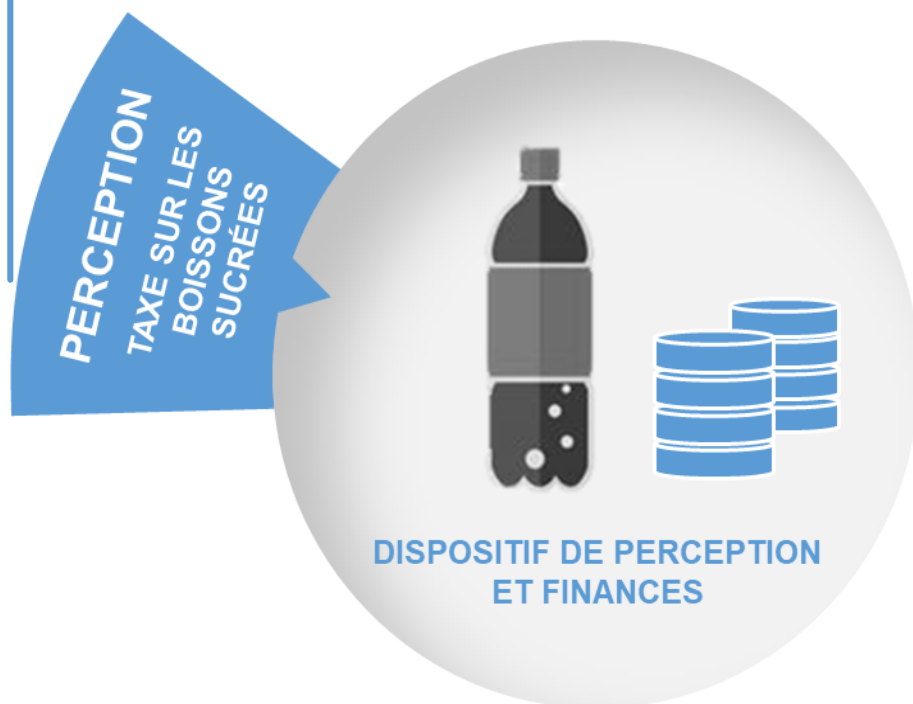 PERCEPTION
TAXE SUR LES
BOISSONS
SUCRÉES
DISPOSITIF DE PERCEPTION
ET FINANCES